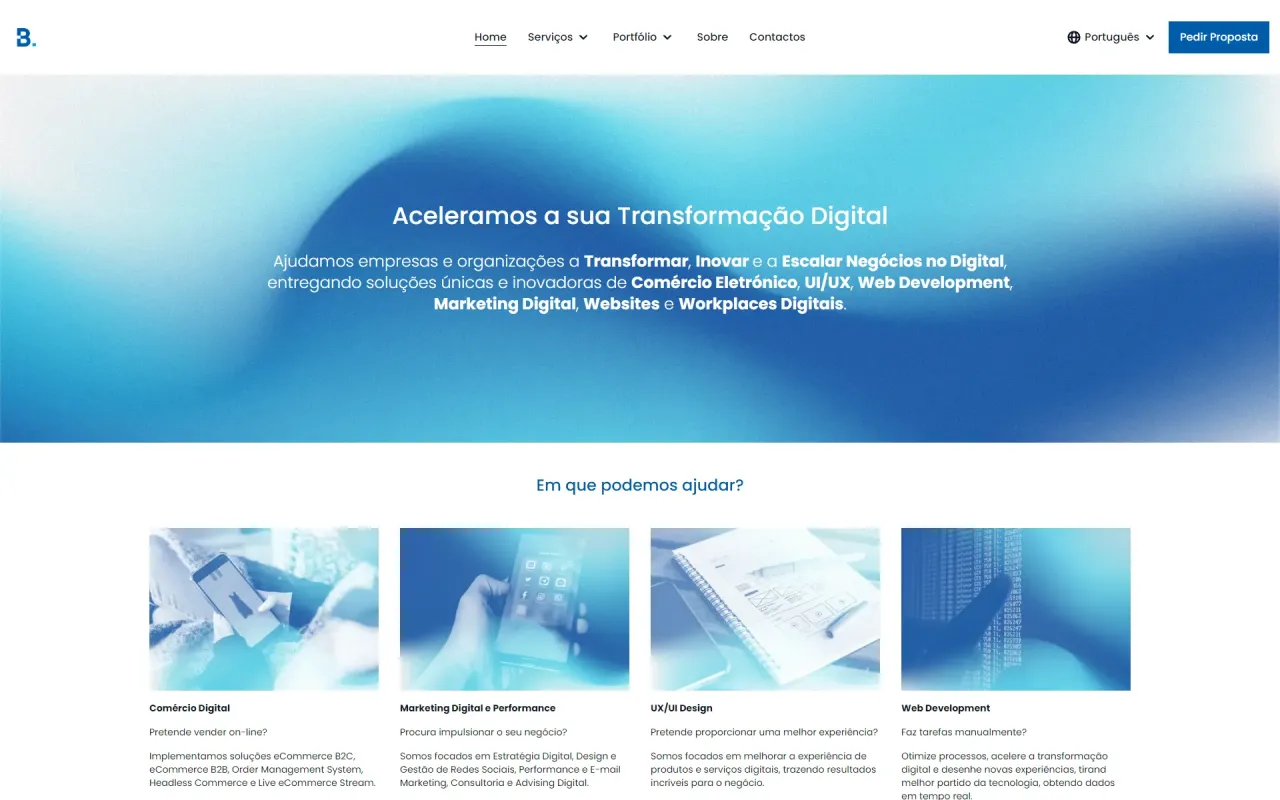 B.
Home
Serviços
Portfólio
Sobre
Contactos
Português
Pedir Proposta
Aceleramos a sua Transformação Digital
Ajudamos empresas e organizações a Transformar, Inovar e a Escalar Negócios no Digital,
entregando soluções únicas e inovadoras de Comércio Eletrónico, UI/UX, Web Development,
Marketing Digital, Websites e Workplaces Digitais.
Em que podemos ajudar?
Comércio Digital
Pretende vender on-line?
Implementamos soluções eCommerce B2C,
eCommerce B2B, Order Management System,
Headless Commerce e Live eCommerce Stream.
Marketing Digital e Performance
Procura impulsionar o seu negócio?
Somos focados em Estratégia Digital, Design e
Gestão de Redes Sociais, Performance e E-mail
Marketing, Consultoria e Advising Digital.
UX/UI Design
Pretende proporcionar uma melhor experiência?
Somos focados em melhorar a experiência de
produtos e serviços digitais, trazendo resultados
incríveis para o negócio.
Web Development
Faz tarefas manualmente?
Otimize processos, acelere a transformação
digital e desenhe novas experiências, tirand
melhor partido da tecnologia, obtendo dados
em tempo real.